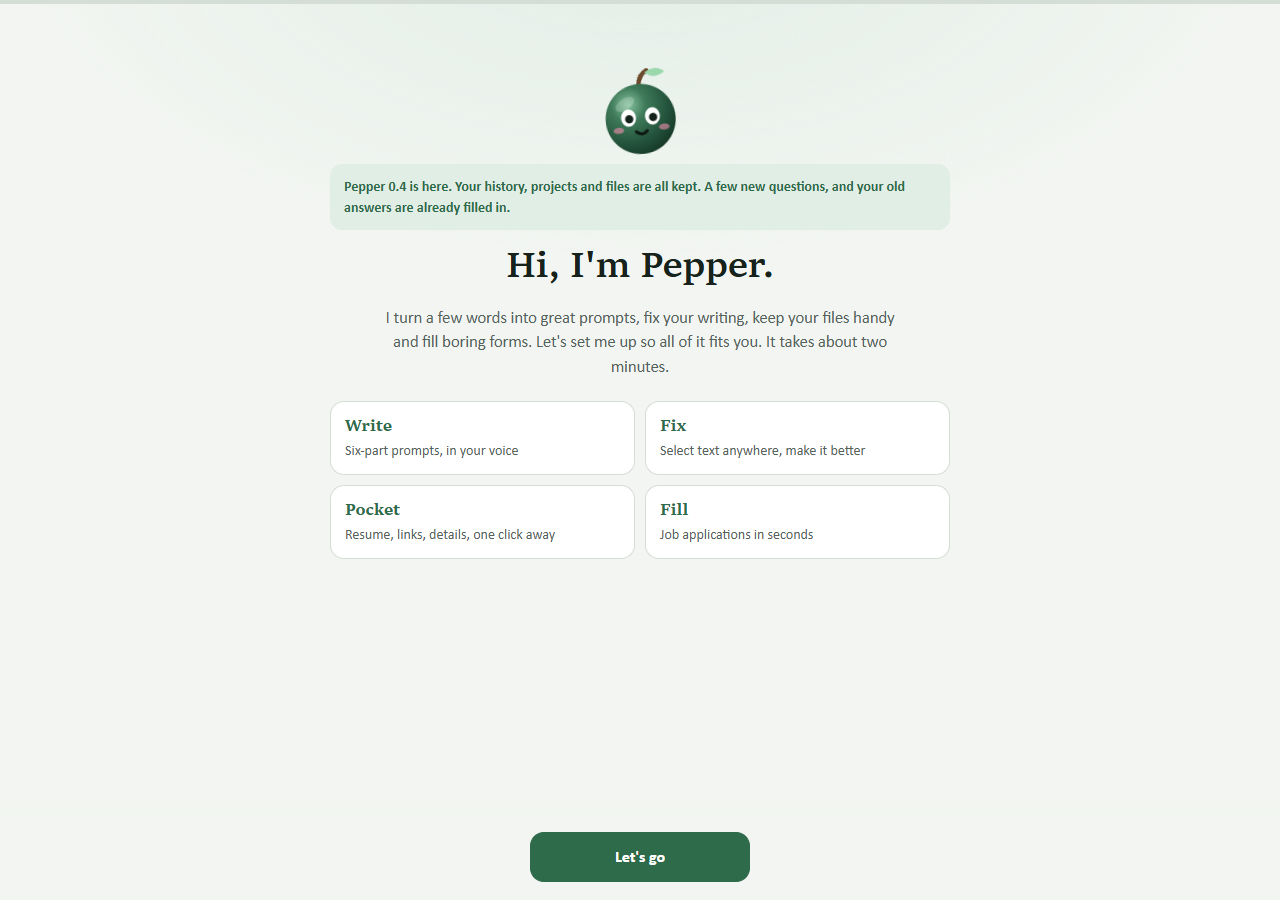 Pepper 0.4 is here. Your history, projects and files are all kept. A few new questions, and your old
answers are already filled in.
Hi, I'm Pepper.
I turn a few words into great prompts, fix your writing, keep your files handy
and fill boring forms. Let's set me up so all of it fits you. It takes about two
minutes.
Write
Six-part prompts, in your voice
Fix
Select text anywhere, make it better
Pocket
Resume, links, details, one click away
Fill
Job applications in seconds
Let's go